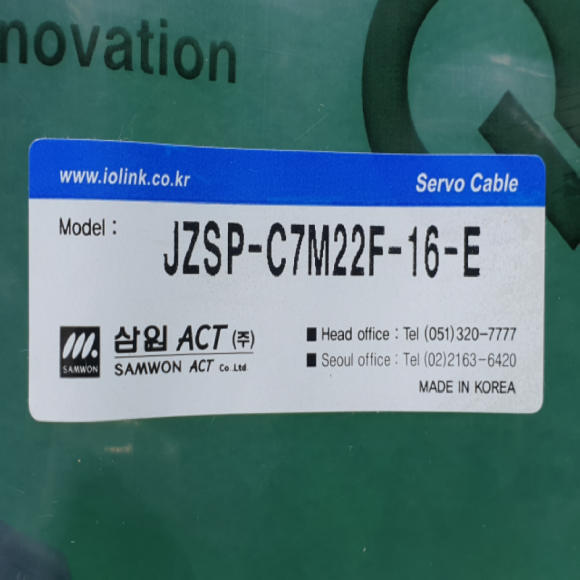 novation
www.iolink.co.kr
Servo Cable
Model :
JZSP-C7M22F-16-E
SAMWON
삼원 ACT (주)
SAMWON ACT Co.Ltd.
■ Head office : Tel (051)320-7777
■ Seoul office : Tel (02)2163-6420
MADE IN KOREA